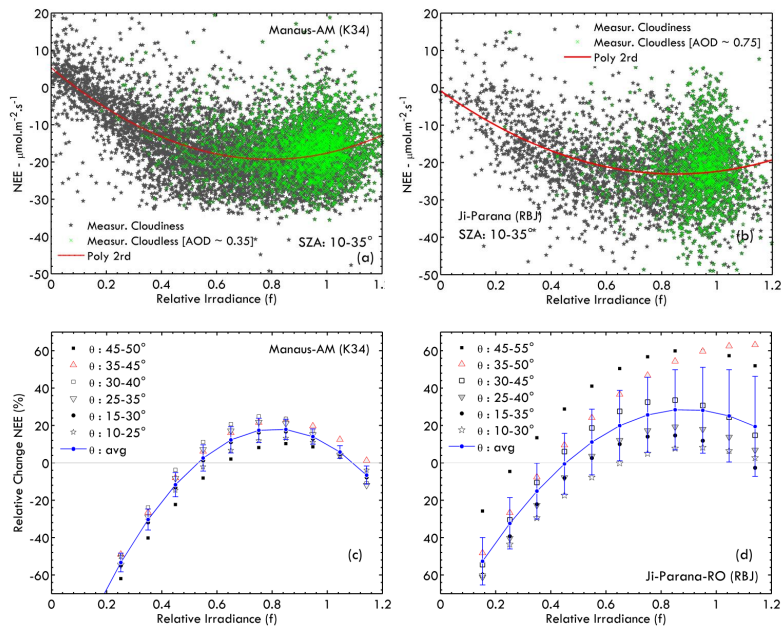 20
10
0
-10
-20
-30
-40
-50
NEE - μmol.m⁻².s⁻¹
Manaus-AM (K34)
Measur. Cloudiness
Measur. Cloudless [AOD ~ 0.35]
Poly 2rd
SZA: 10-35°
(a)
0 0.2 0.4 0.6 0.8 1 1.2
Relative Irradiance (f)
20
10
0
-10
-20
-30
-40
-50
NEE - μmol.m⁻².s⁻¹
Measur. Cloudiness
Measur. Cloudless [AOD ~ 0.75]
Poly 2rd
Ji-Parana (RBJ)
SZA: 10-35°
(b)
0 0.2 0.4 0.6 0.8 1 1.2
Relative Irradiance (f)
60
40
20
0
-20
-40
-60
Relative Change NEE (%)
θ : 45-50°
θ : 35-45°
θ : 30-40°
θ : 25-35°
θ : 15-30°
θ : 10-25°
θ : avg
Manaus-AM (K34)
(c)
0 0.2 0.4 0.6 0.8 1 1.2
Relative Irradiance (f)
60
40
20
0
-20
-40
-60
θ : 45-55°
θ : 35-50°
θ : 30-45°
θ : 25-40°
θ : 15-35°
θ : 10-30°
θ : avg
(d)
Ji-Parana-RO (RBJ)
0 0.2 0.4 0.6 0.8 1 1.2
Relative Irradiance (f)